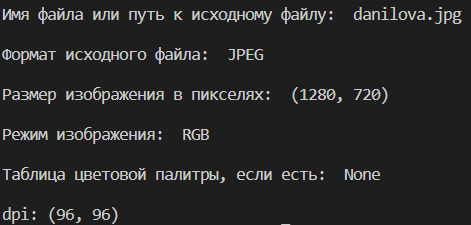 Имя файла или путь к исходному файлу:  danilova.jpg
Формат исходного файла:  JPEG
Размер изображения в пикселях:  (1280, 720)
Режим изображения:  RGB
Таблица цветовой палитры, если есть:  None
dpi: (96, 96)